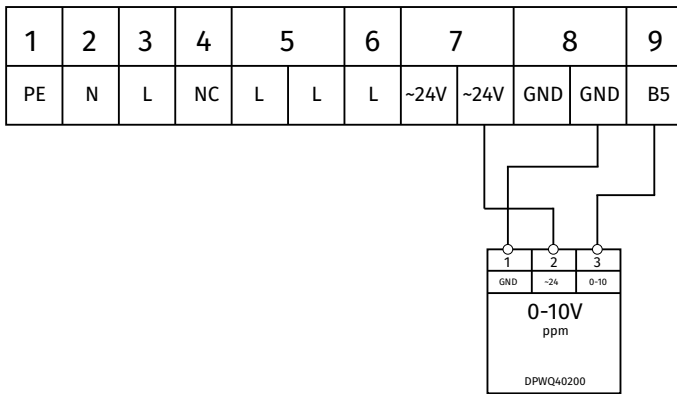 1 2 3 4 5 6 7 8 9
PE N L NC L L L ~24V ~24V GND GND B5
1 2 3
GND ~24 0-10
0-10V
ppm
DPWQ40200